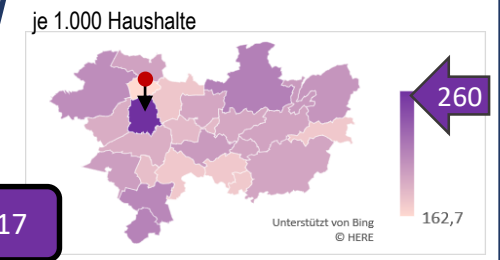 je 1.000 Haushalte
260
162,7
17
Unterstützt von Bing
© HERE